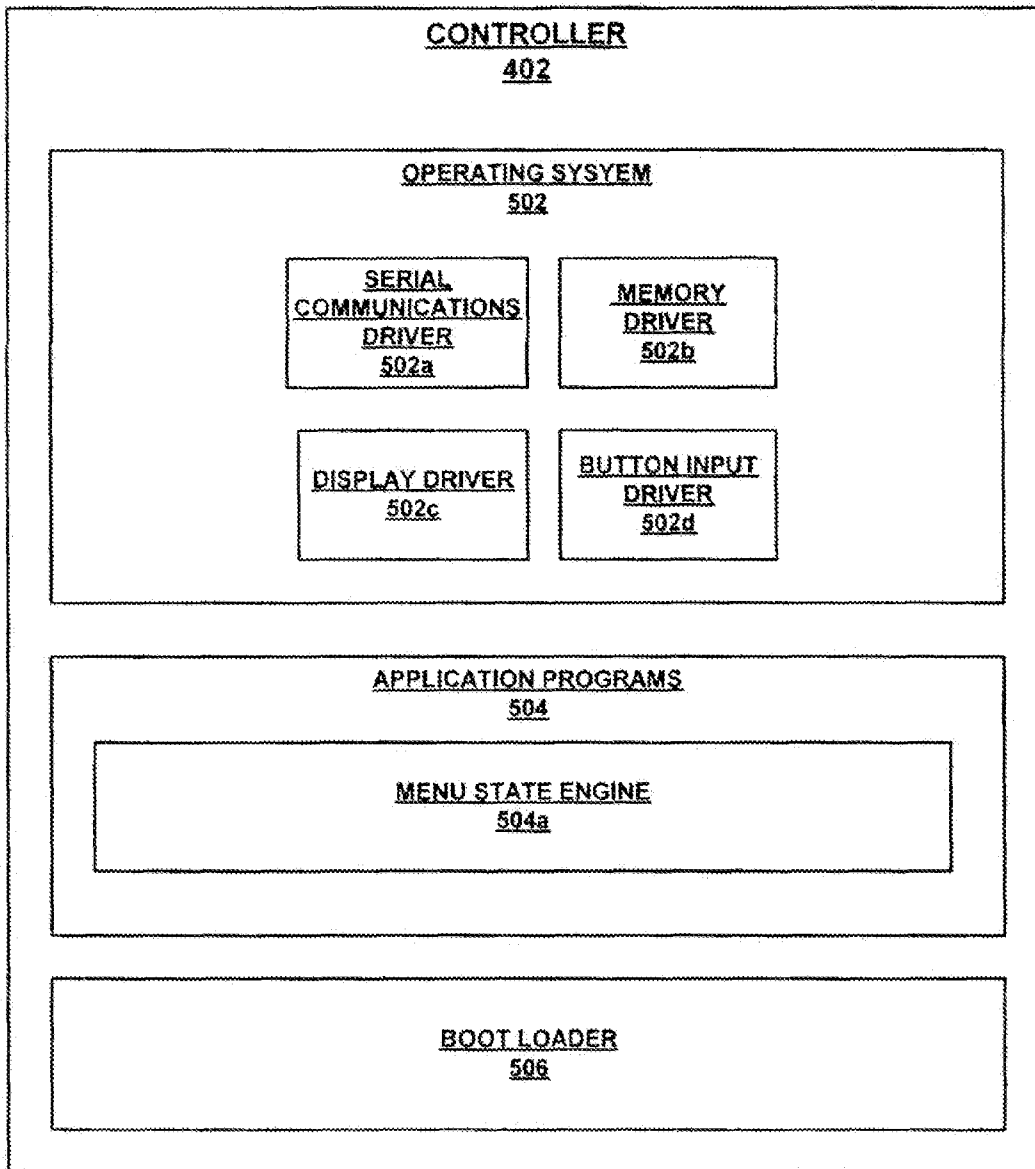 CONTROLLER
402
OPERATING SYSYEM
502
SERIAL
COMMUNICATIONS
DRIVER
502a
MEMORY
DRIVER
502b
DISPLAY DRIVER
502c
BUTTON INPUT
DRIVER
502d
APPLICATION PROGRAMS
504
MENU STATE ENGINE
504a
BOOT LOADER
506